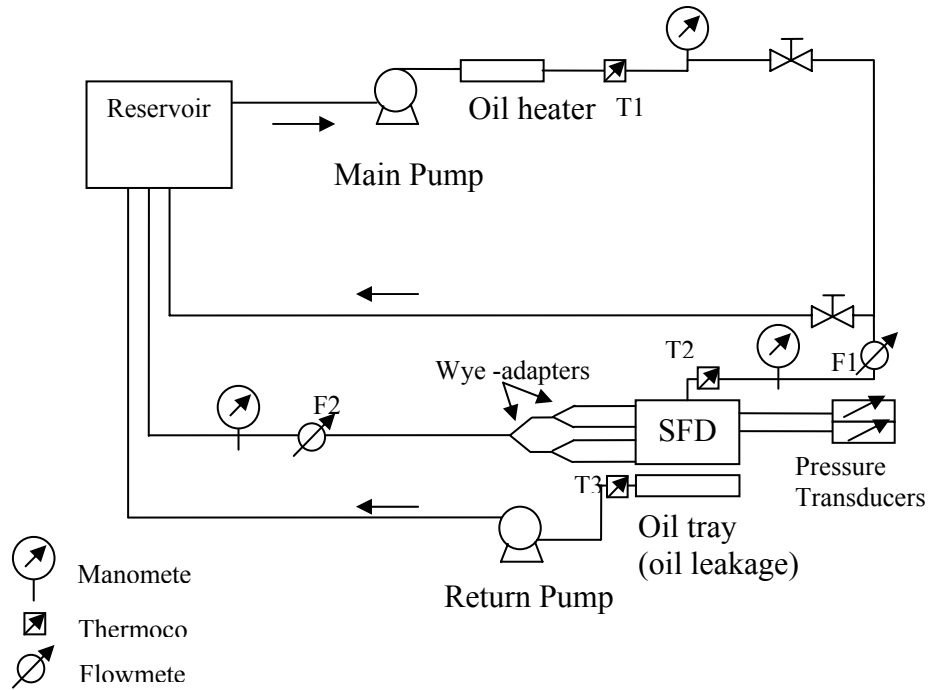 Reservoir
Oil heater
T1
Main Pump
T2
F1
Wye -adapters
F2
SFD
Pressure
Transducers
T3
Oil tray
(oil leakage)
Return Pump
Manomete
Thermoco
Flowmete